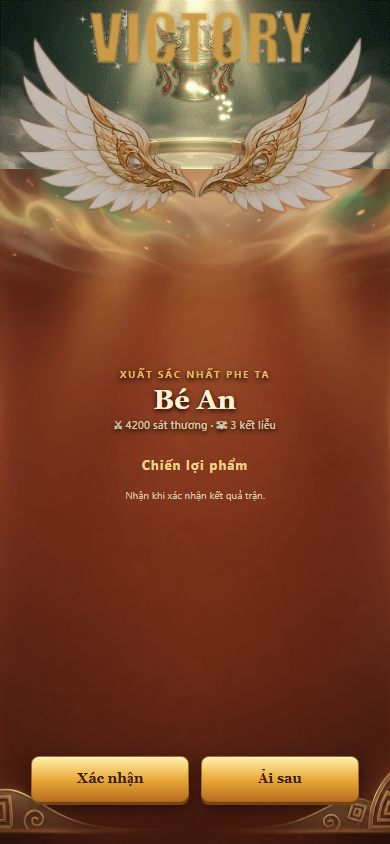 VICTORY
XUẤT SẮC NHẤT PHE TA
Bé An
4200 sát thương · 3 kết liễu
Chiến lợi phẩm
Nhận khi xác nhận kết quả trận.
Xác nhận
Ải sau